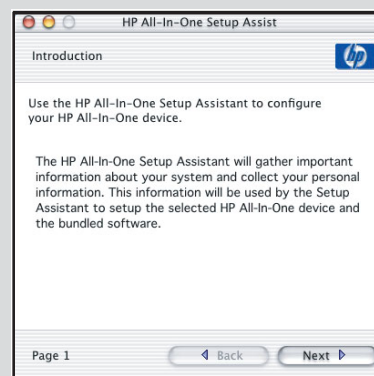 HP All-In-One Setup Assist
Introduction
hp
Use the HP All-In-One Setup Assistant to configure
your HP All-In-One device.
The HP All-In-One Setup Assistant will gather important
information about your system and collect your personal
information. This information will be used by the Setup
Assistant to setup the selected HP All-In-One device and
the bundled software.
Page 1
Back
Next